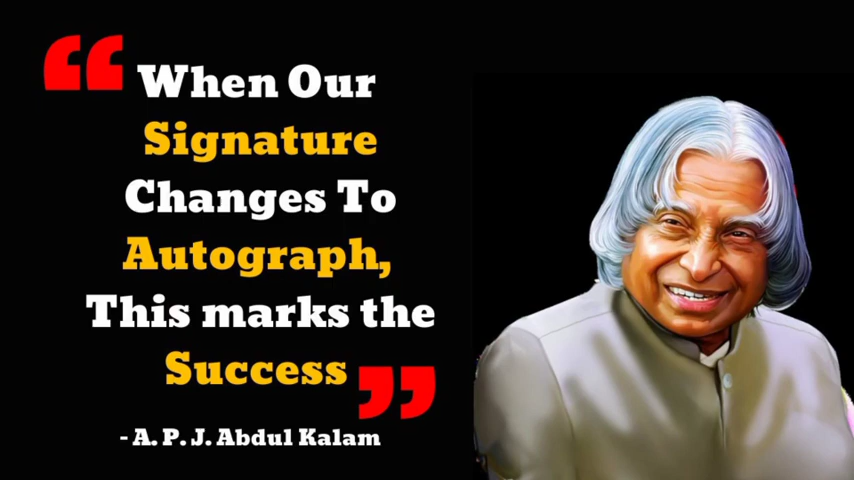 “ When Our
Signature
Changes To
Autograph,
This marks the
Success ”
- A. P. J. Abdul Kalam